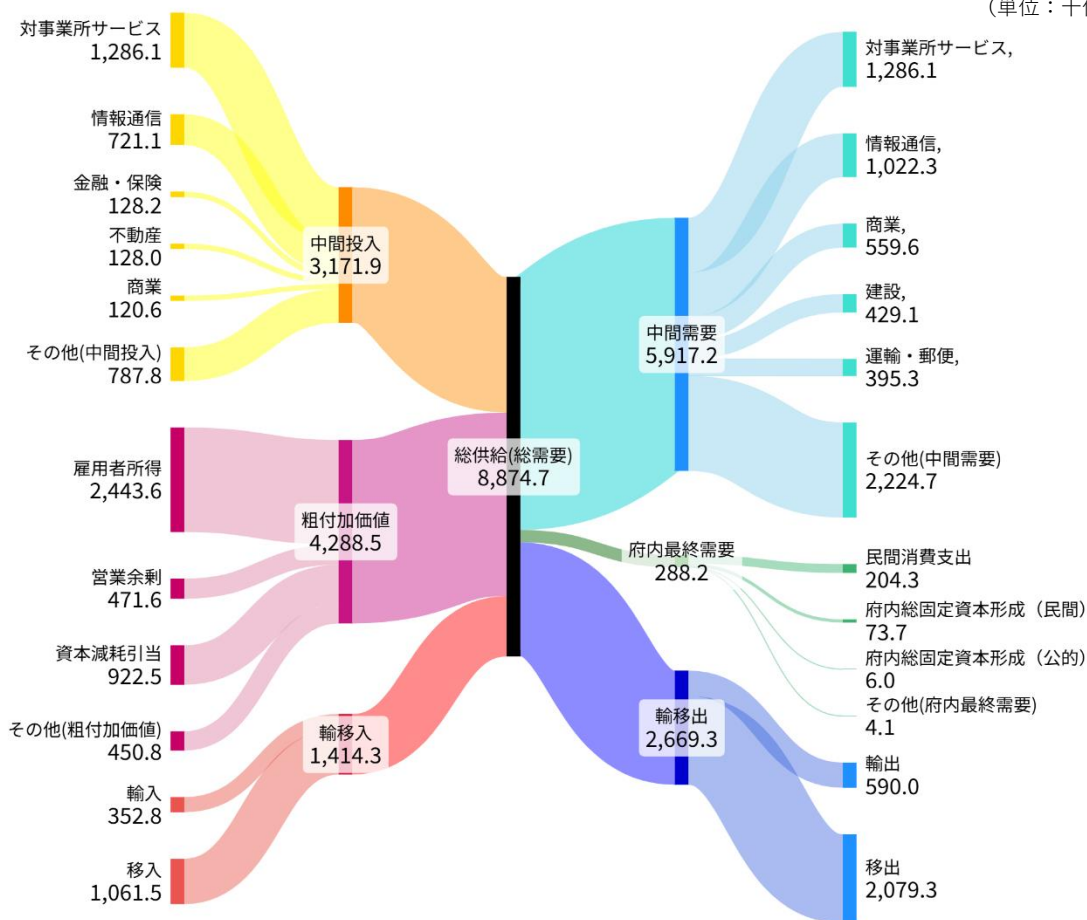 （単位：十
対事業所サービス
1,286.1
情報通信
721.1
金融・保険
128.2
不動産
128.0
商業
120.6
その他(中間投入)
787.8
雇用者所得
2,443.6
営業余剰
471.6
資本減耗引当
922.5
その他(粗付加価値)
450.8
輸入
352.8
移入
1,061.5
中間投入
3,171.9
粗付加価値
4,288.5
輸移入
1,414.3
総供給(総需要)
8,874.7
中間需要
5,917.2
府内最終需要
288.2
輸移出
2,669.3
対事業所サービス,
1,286.1
情報通信,
1,022.3
商業,
559.6
建設,
429.1
運輸・郵便,
395.3
その他(中間需要)
2,224.7
民間消費支出
204.3
府内総固定資本形成（民間）
73.7
府内総固定資本形成（公的）
6.0
その他(府内最終需要)
4.1
輸出
590.0
移出
2,079.3